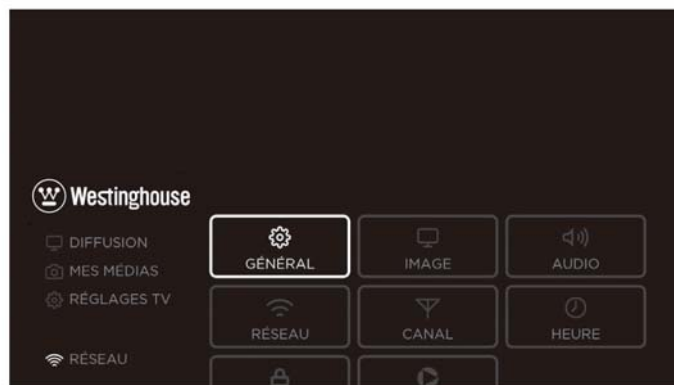 Westinghouse
DIFFUSION
MES MÉDIAS
RÉGLAGES TV
RÉSEAU
GÉNÉRAL
IMAGE
AUDIO
RÉSEAU
CANAL
HEURE